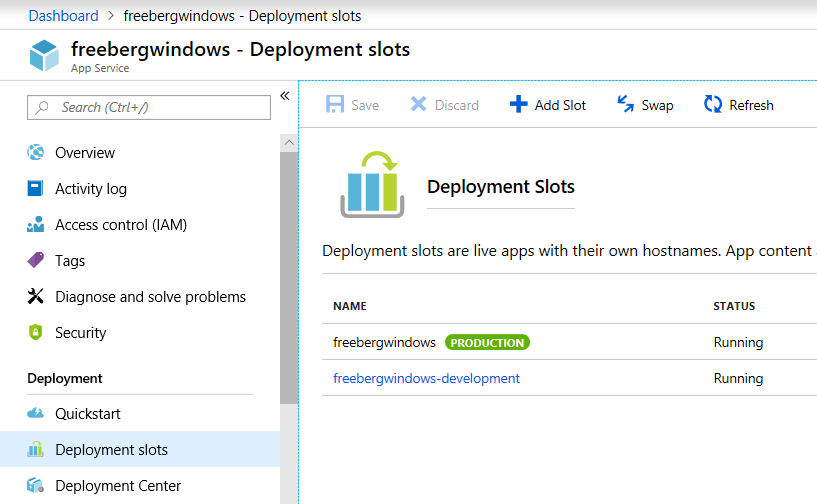 Dashboard > freebergwindows - Deployment slots
freebergwindows - Deployment slots
App Service
Search (Ctrl+/)
«
Overview
Activity log
Access control (IAM)
Tags
Diagnose and solve problems
Security
Deployment
Quickstart
Deployment slots
Deployment Center
Save Discard Add Slot Swap Refresh
Deployment Slots
Deployment slots are live apps with their own hostnames. App content
NAME STATUS
freebergwindows PRODUCTION Running
freebergwindows-development Running